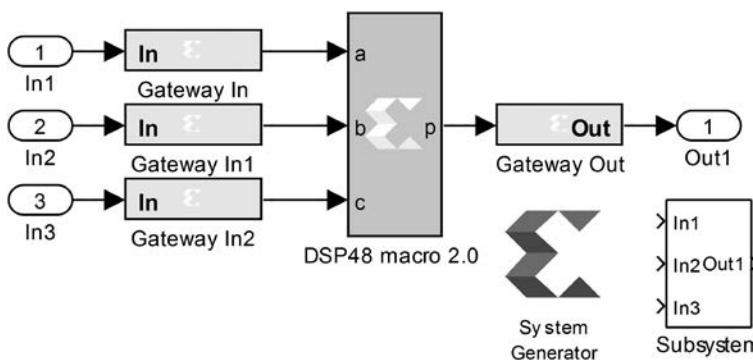 1
In
a
In1
Gateway In
2
In
b
p
Out
1
In2
Gateway In1
Gateway Out
Out1
3
In
c
In3
Gateway In2
DSP48 macro 2.0
In1
In2
Out1
In3
System
Generator
Subsystem